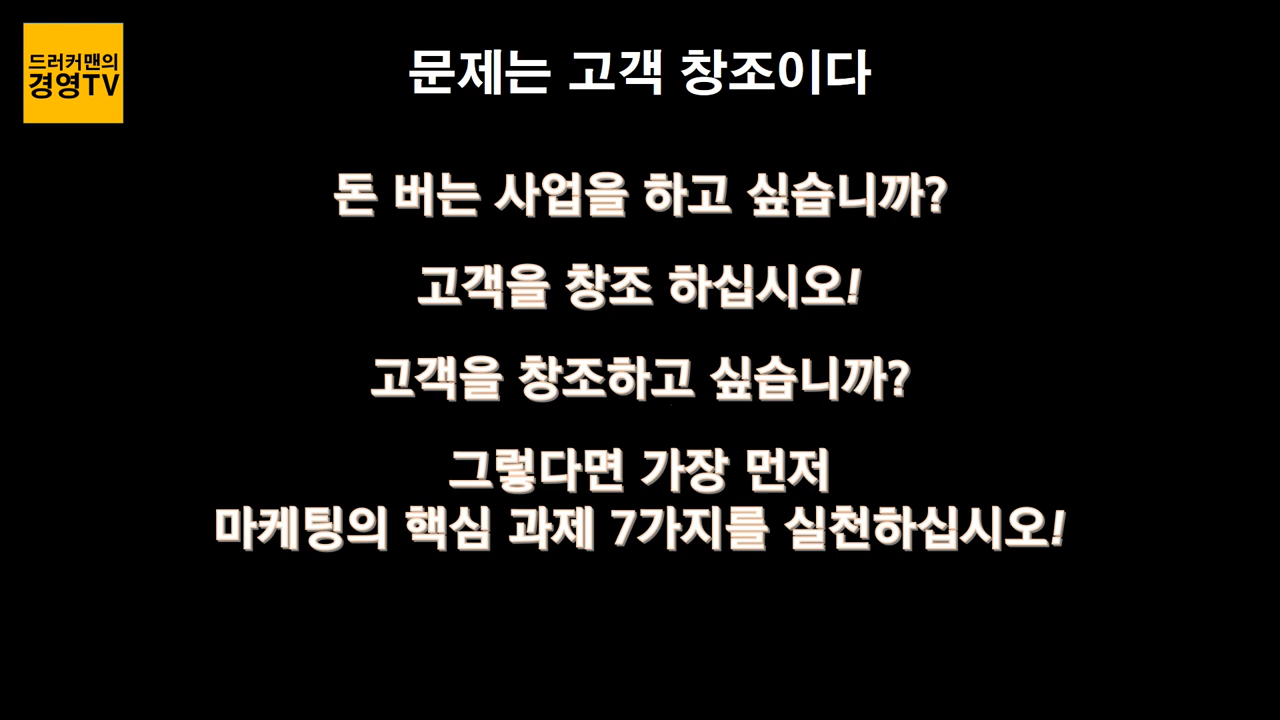 드러커맨의
경영TV
문제는 고객 창조이다
돈 버는 사업을 하고 싶습니까?
고객을 창조 하십시오!
고객을 창조하고 싶습니까?
그렇다면 가장 먼저
마케팅의 핵심 과제 7가지를 실천하십시오!